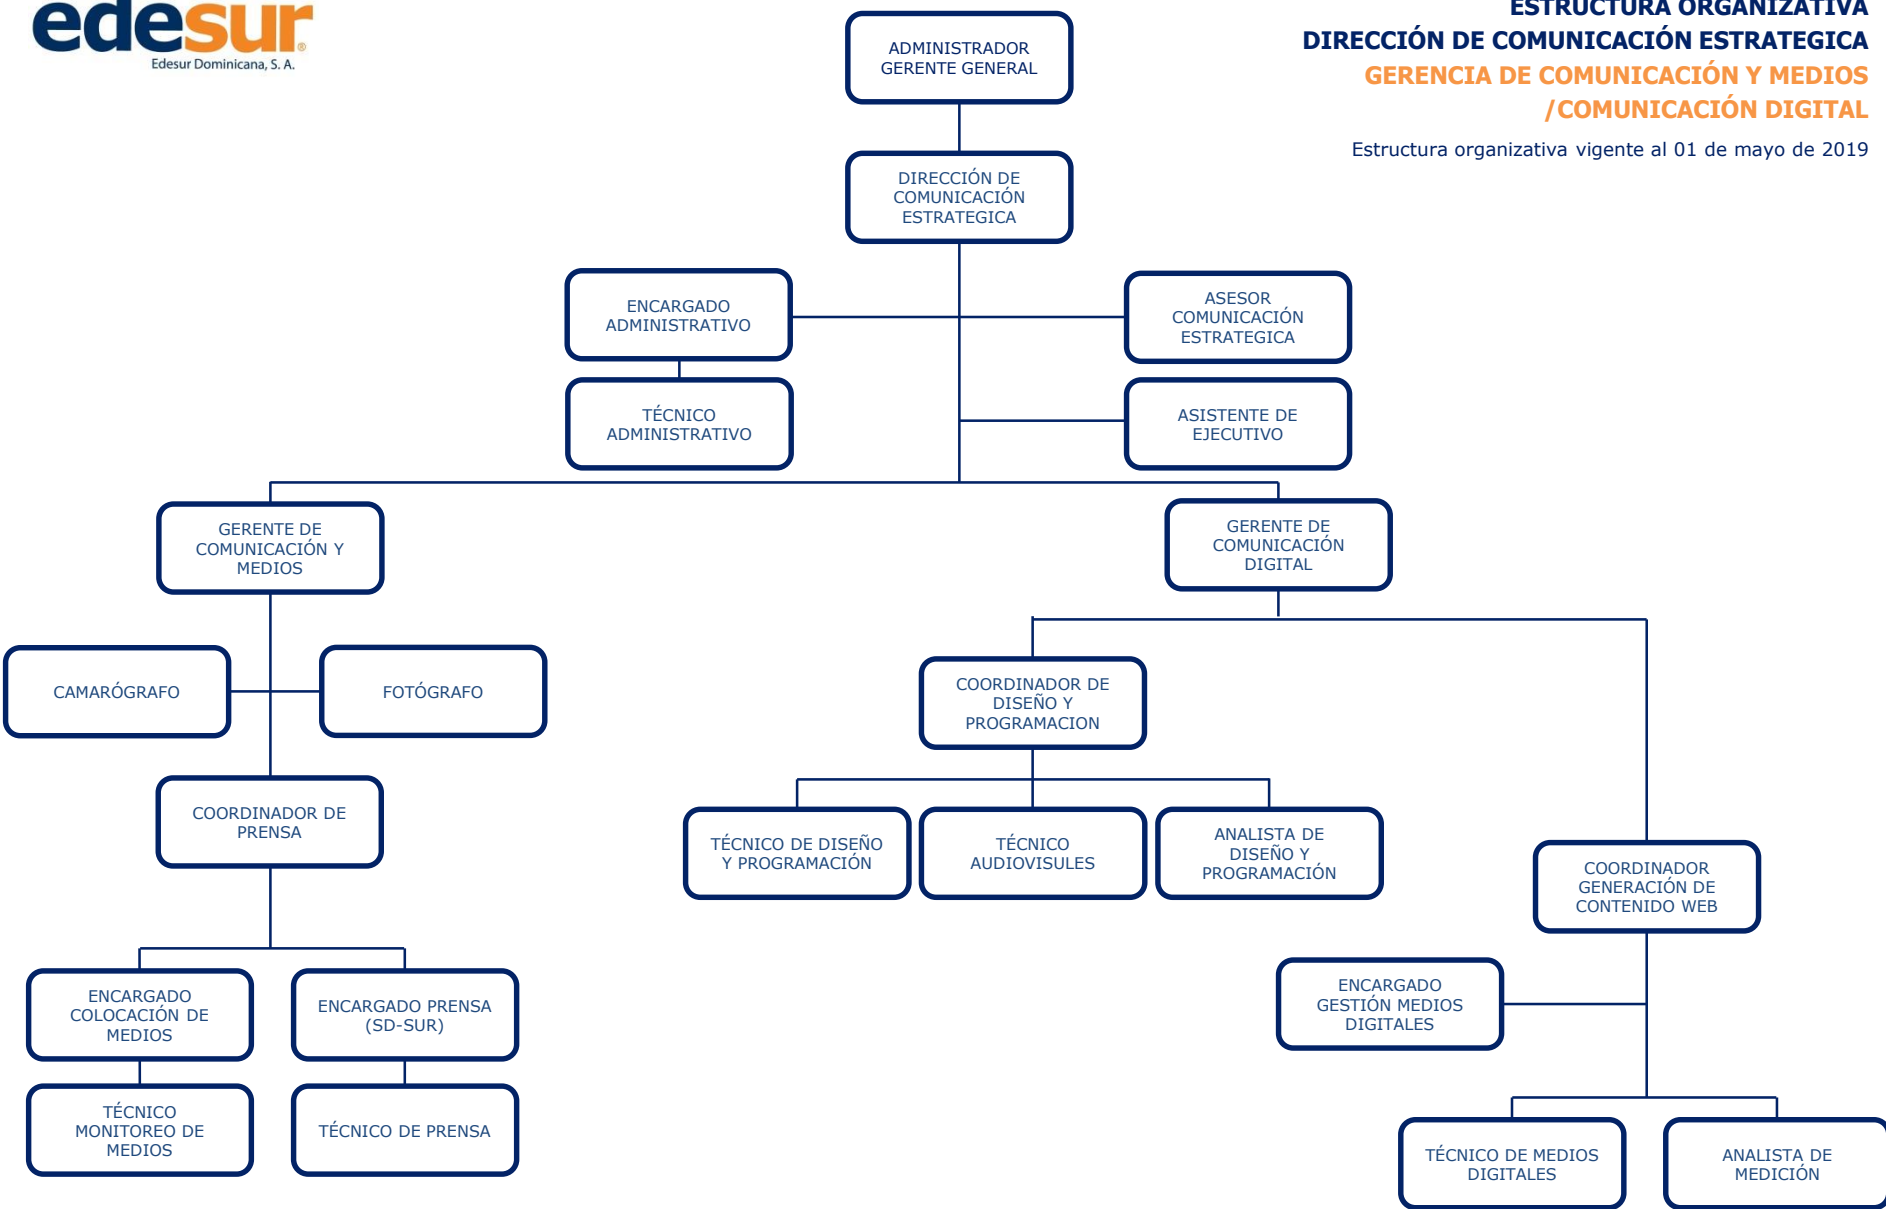 edesur
Edesur Dominicana, S. A.
ESTRUCTURA ORGANIZATIVA
DIRECCIÓN DE COMUNICACIÓN ESTRATEGICA
GERENCIA DE COMUNICACIÓN Y MEDIOS
/COMUNICACIÓN DIGITAL
Estructura organizativa vigente al 01 de mayo de 2019
ADMINISTRADOR
GERENTE GENERAL
DIRECCIÓN DE
COMUNICACIÓN
ESTRATEGICA
ENCARGADO
ADMINISTRATIVO
ASESOR
COMUNICACIÓN
ESTRATEGICA
TÉCNICO
ADMINISTRATIVO
ASISTENTE DE
EJECUTIVO
GERENTE DE
COMUNICACIÓN Y
MEDIOS
GERENTE DE
COMUNICACIÓN
DIGITAL
CAMARÓGRAFO
FOTÓGRAFO
COORDINADOR DE
DISEÑO Y
PROGRAMACION
COORDINADOR DE
PRENSA
TÉCNICO DE DISEÑO
Y PROGRAMACIÓN
TÉCNICO
AUDIOVISULES
ANALISTA DE
DISEÑO Y
PROGRAMACIÓN
COORDINADOR
GENERACIÓN DE
CONTENIDO WEB
ENCARGADO
COLOCACIÓN DE
MEDIOS
ENCARGADO PRENSA
(SD-SUR)
ENCARGADO
GESTIÓN MEDIOS
DIGITALES
TÉCNICO
MONITOREO DE
MEDIOS
TÉCNICO DE PRENSA
TÉCNICO DE MEDIOS
DIGITALES
ANALISTA DE
MEDICIÓN